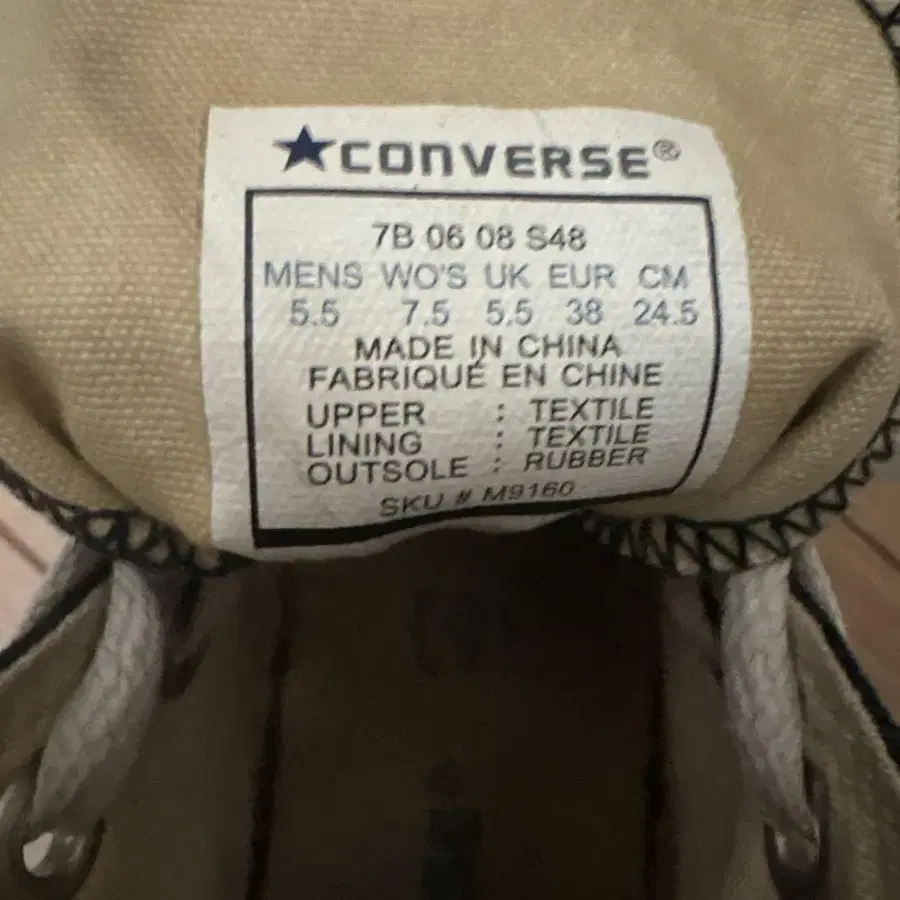 CONVERSE®
7B 06 08 S48
MENS WO'S UK EUR CM
5.5 7.5 5.5 38 24.5
MADE IN CHINA
FABRIQUÉ EN CHINE
UPPER : TEXTILE
LINING : TEXTILE
OUTSOLE : RUBBER
SKU # M9160